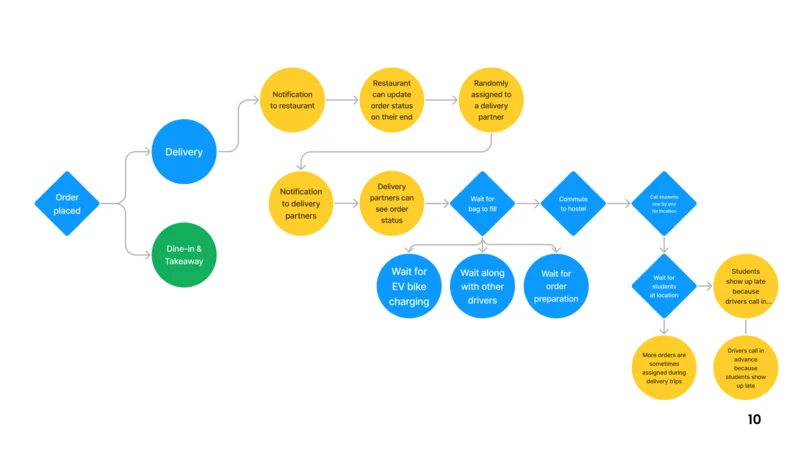 Order
placed
Delivery
Dine-in &
Takeaway
Notification
to restaurant
Restaurant
can update
order status
on their end
Randomly
assigned to
a delivery
partner
Notification
to delivery
partners
Delivery
partners can
see order
status
Wait for
bag to fill
Commute
to hostel
Call students
one by one
for location
Wait for
EV bike
charging
Wait along
with other
drivers
Wait for
order
preparation
Wait for
students
at location
Students
show up late
because
drivers call in...
More orders are
sometimes
assigned during
delivery trips
Drivers call in
advance
because
students show
up late
10